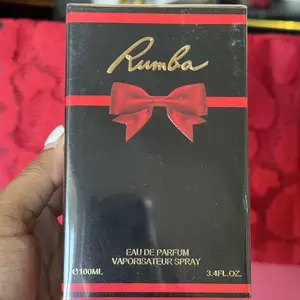 Rumba
EAU DE PARFUM
VAPORISATEUR SPRAY
℮100ML
3.4FL.OZ.